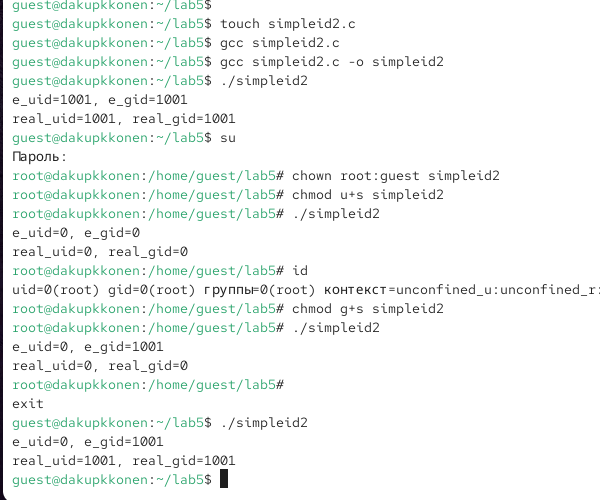 guest@dakupkkonen:~/lab5$
guest@dakupkkonen:~/lab5$ touch simpleid2.c
guest@dakupkkonen:~/lab5$ gcc simpleid2.c
guest@dakupkkonen:~/lab5$ gcc simpleid2.c -o simpleid2
guest@dakupkkonen:~/lab5$ ./simpleid2
e_uid=1001, e_gid=1001
real_uid=1001, real_gid=1001
guest@dakupkkonen:~/lab5$ su
Пароль:
root@dakupkkonen:/home/guest/lab5# chown root:guest simpleid2
root@dakupkkonen:/home/guest/lab5# chmod u+s simpleid2
root@dakupkkonen:/home/guest/lab5# ./simpleid2
e_uid=0, e_gid=0
real_uid=0, real_gid=0
root@dakupkkonen:/home/guest/lab5# id
uid=0(root) gid=0(root) группы=0(root) контекст=unconfined_u:unconfined_r:
root@dakupkkonen:/home/guest/lab5# chmod g+s simpleid2
root@dakupkkonen:/home/guest/lab5# ./simpleid2
e_uid=0, e_gid=1001
real_uid=0, real_gid=0
root@dakupkkonen:/home/guest/lab5#
exit
guest@dakupkkonen:~/lab5$ ./simpleid2
e_uid=0, e_gid=1001
real_uid=1001, real_gid=1001
guest@dakupkkonen:~/lab5$